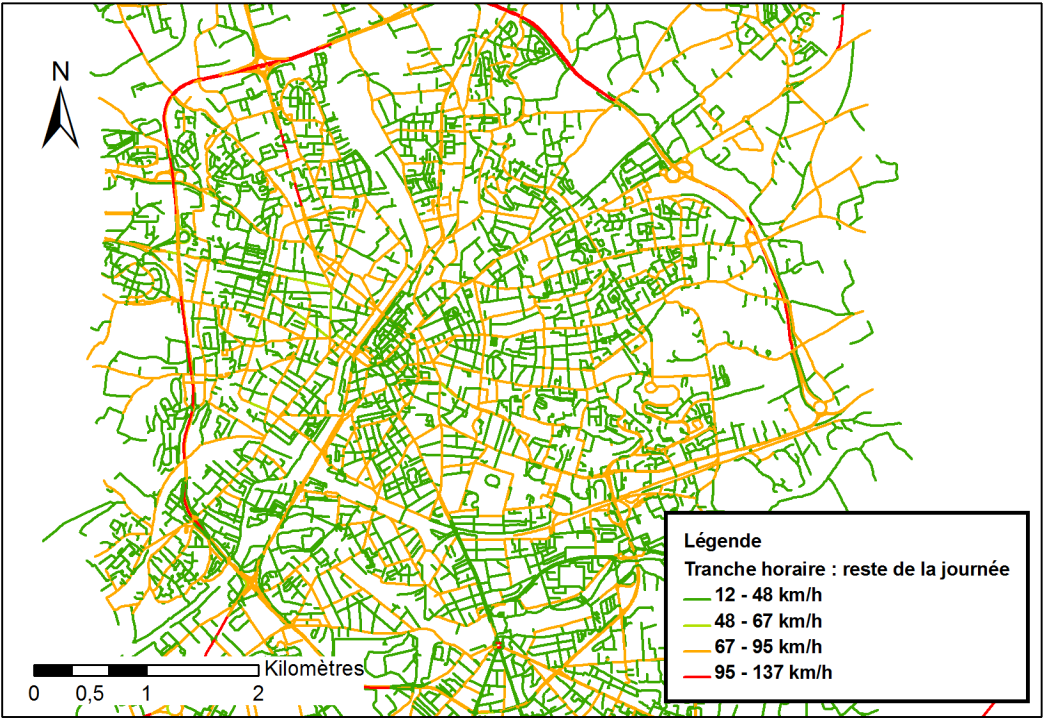 N
Légende
Tranche horaire : reste de la journée
12 - 48 km/h
48 - 67 km/h
67 - 95 km/h
95 - 137 km/h
Kilomètres
0 0,5 1 2